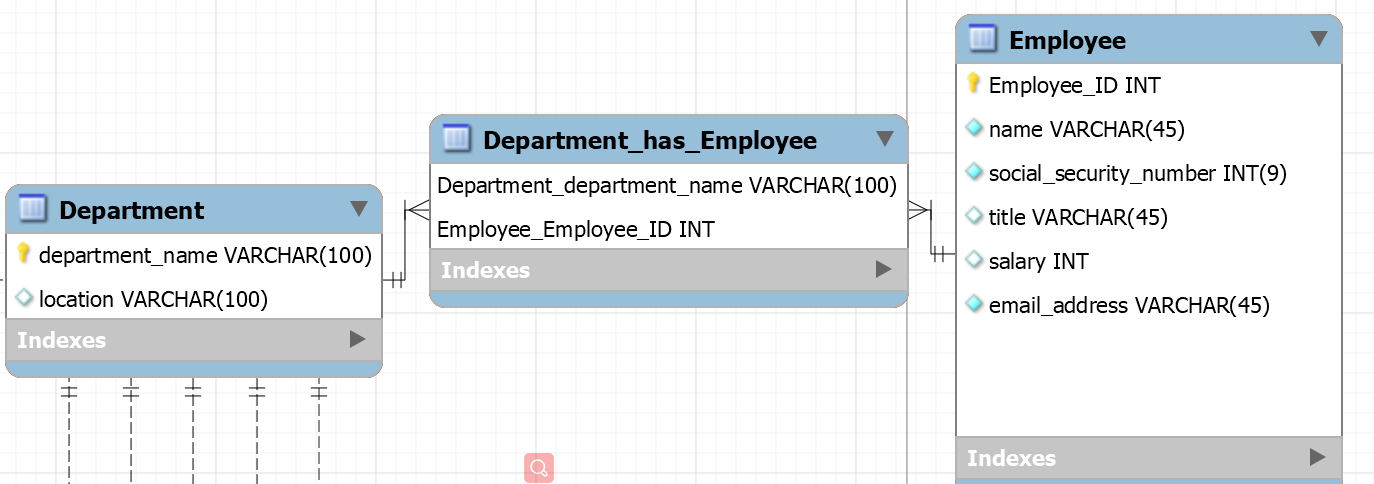 Department
department_name VARCHAR(100)
location VARCHAR(100)
Indexes
Department_has_Employee
Department_department_name VARCHAR(100)
Employee_Employee_ID INT
Indexes
Employee
Employee_ID INT
name VARCHAR(45)
social_security_number INT(9)
title VARCHAR(45)
salary INT
email_address VARCHAR(45)
Indexes